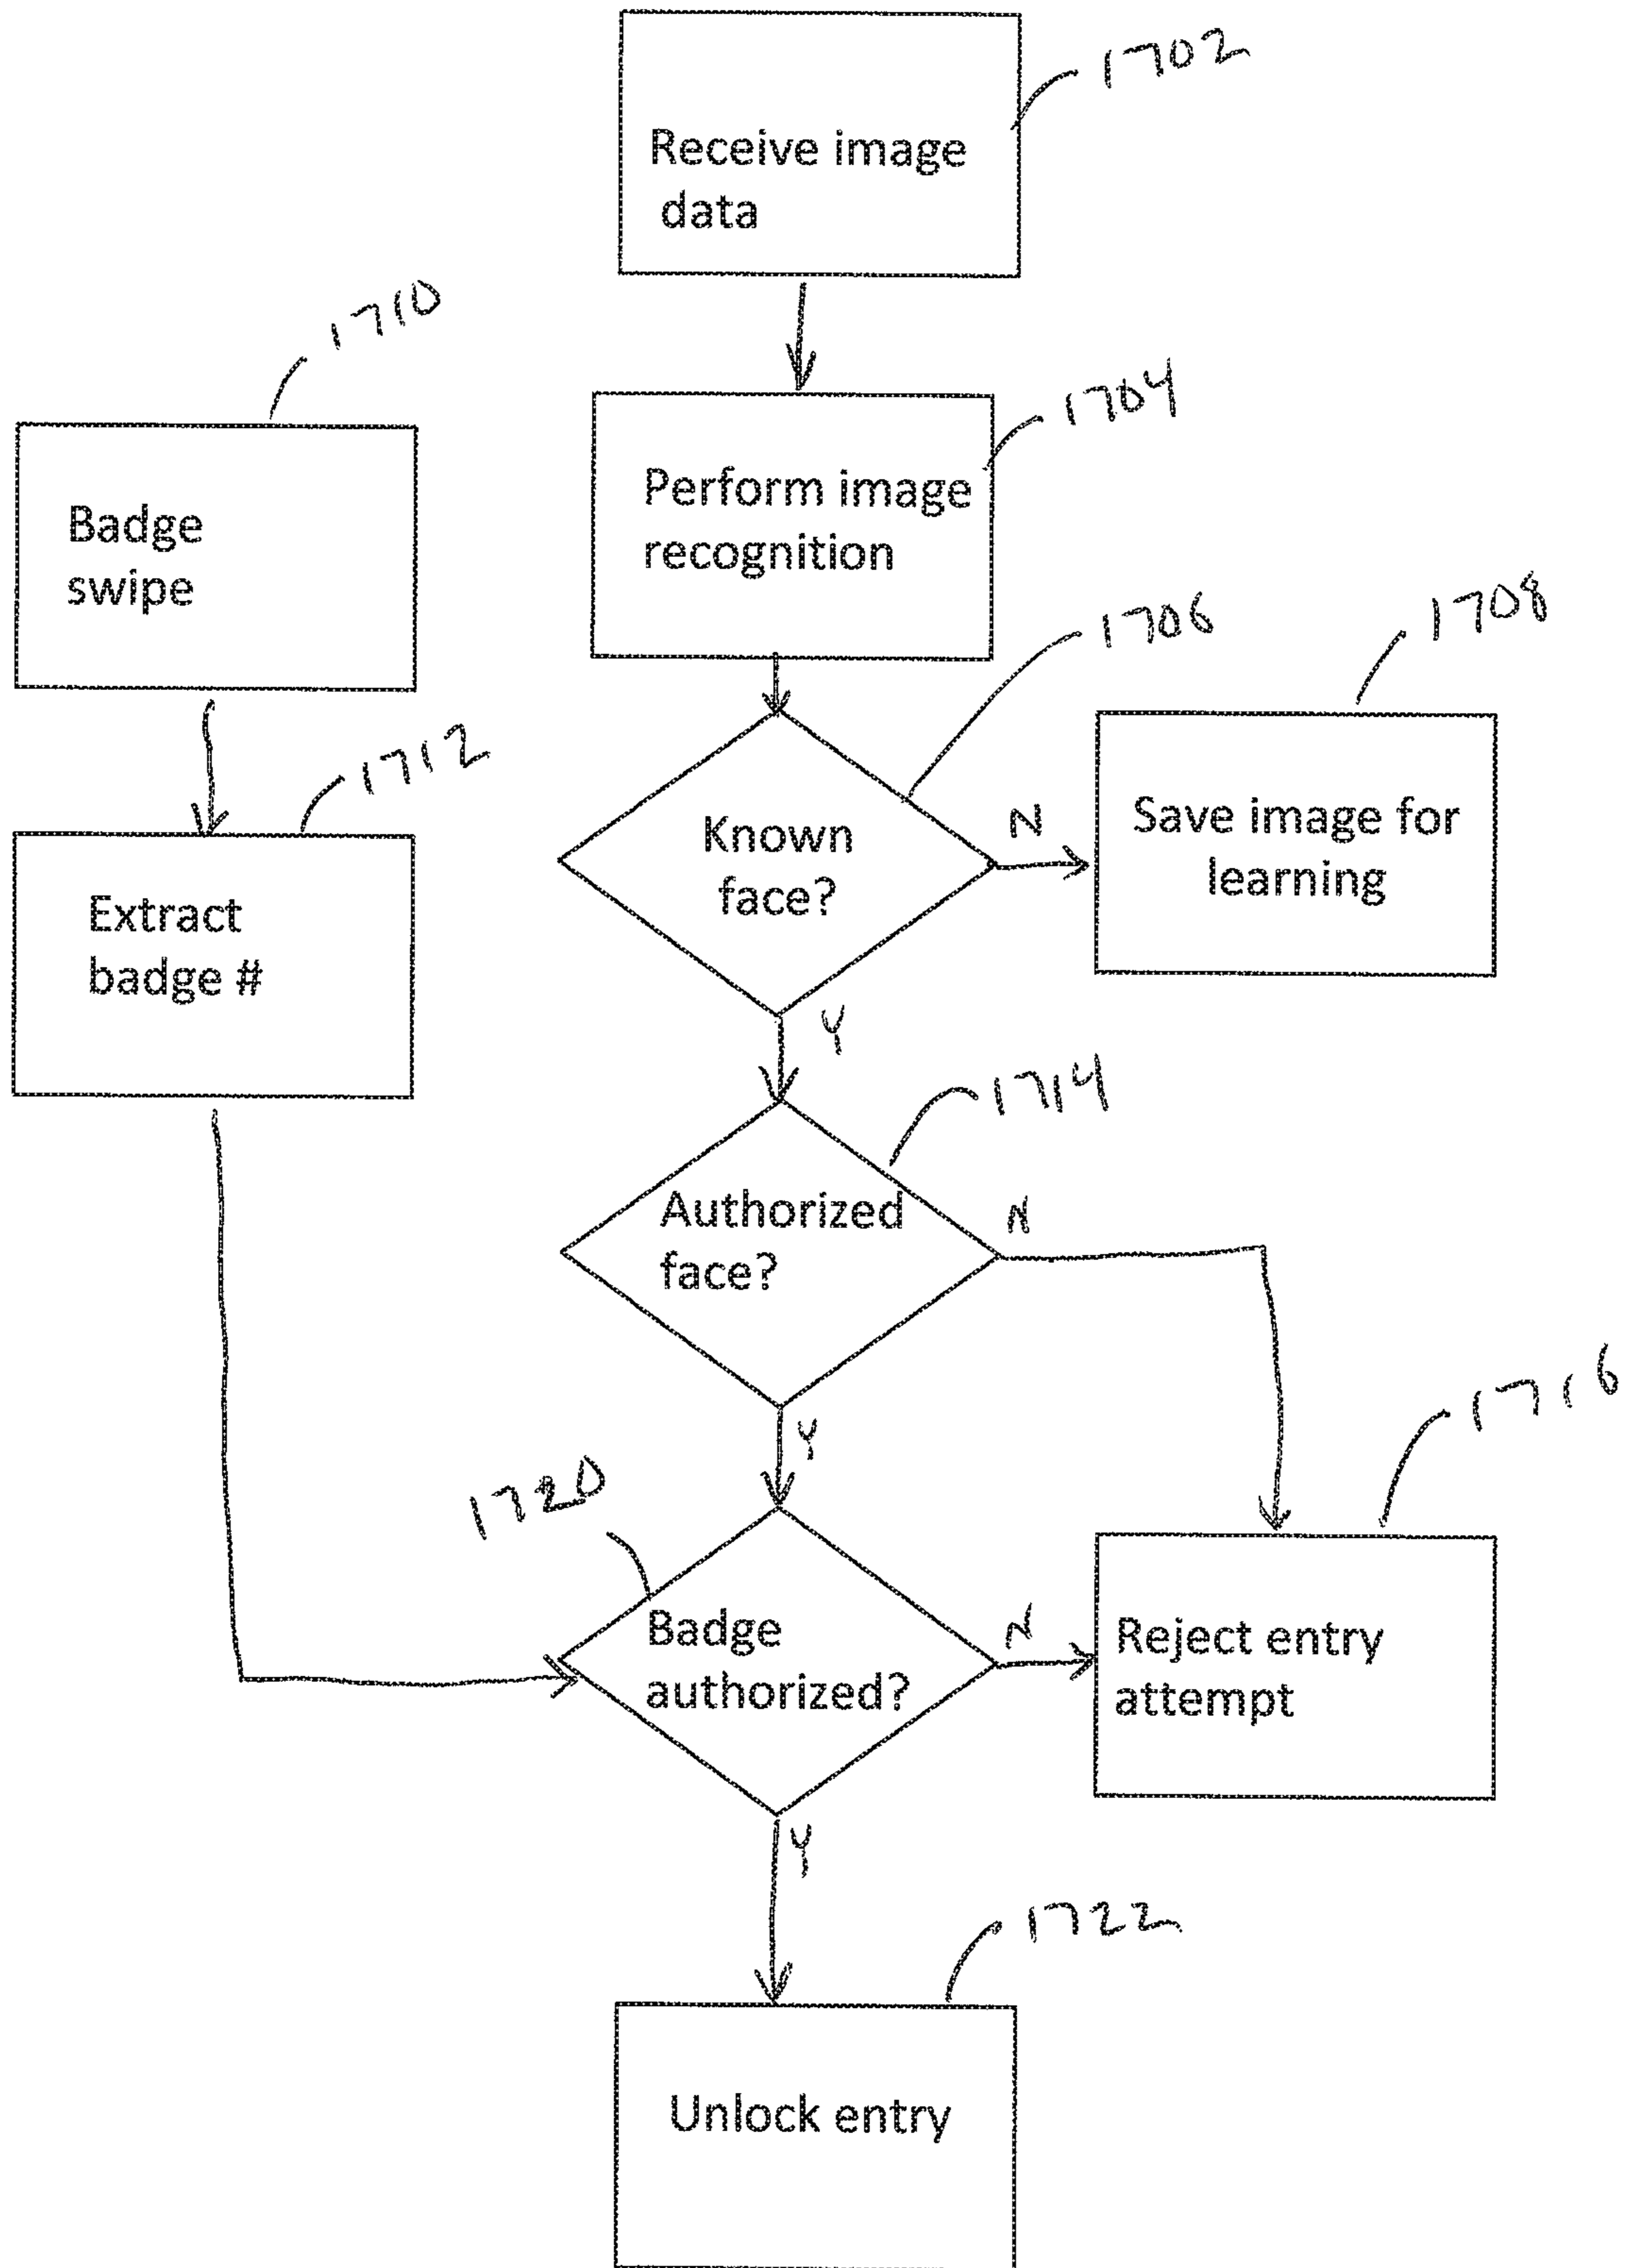 1702
Receive image
data
1710
1704
Perform image
recognition
Badge
swipe
1706
1708
1712
Known
face?
N
Save image for
learning
Extract
badge #
Y
1714
Authorized
face?
N
Y
1716
1720
Badge
authorized?
N
Reject entry
attempt
Y
1722
Unlock entry